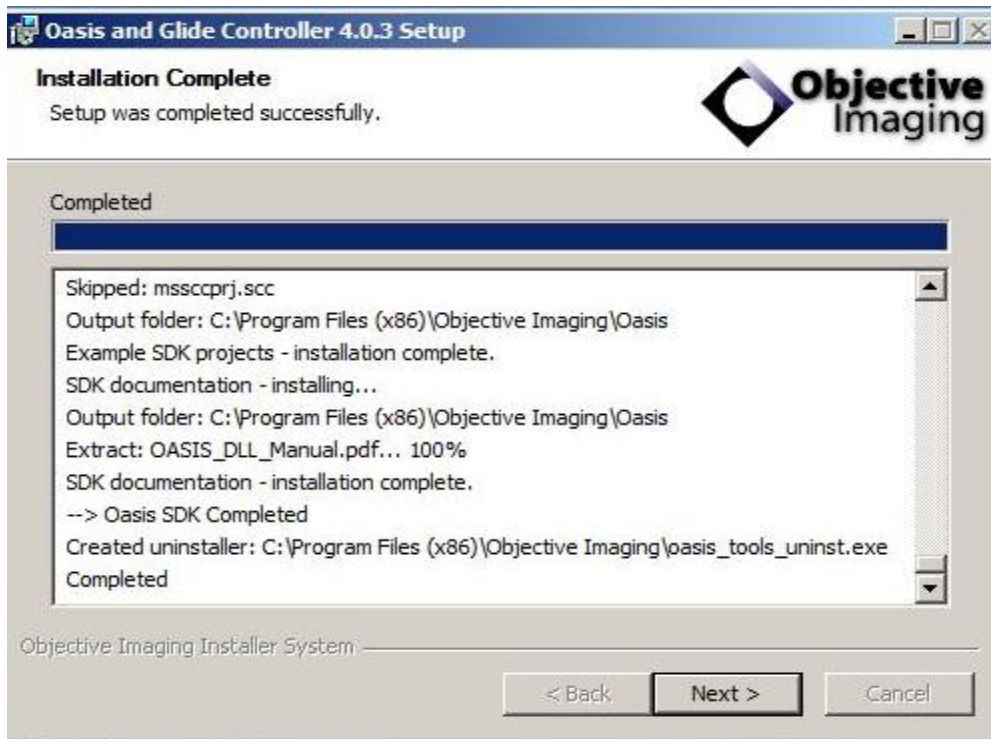 Oasis and Glide Controller 4.0.3 Setup
Installation Complete
Setup was completed successfully.
Objective
Imaging
Completed
Skipped: mssccprj.scc
Output folder: C:\Program Files (x86)\Objective Imaging\Oasis
Example SDK projects - installation complete.
SDK documentation - installing...
Output folder: C:\Program Files (x86)\Objective Imaging\Oasis
Extract: OASIS_DLL_Manual.pdf... 100%
SDK documentation - installation complete.
--> Oasis SDK Completed
Created uninstaller: C:\Program Files (x86)\Objective Imaging\oasis_tools_uninst.exe
Completed
Objective Imaging Installer System
< Back
Next >
Cancel